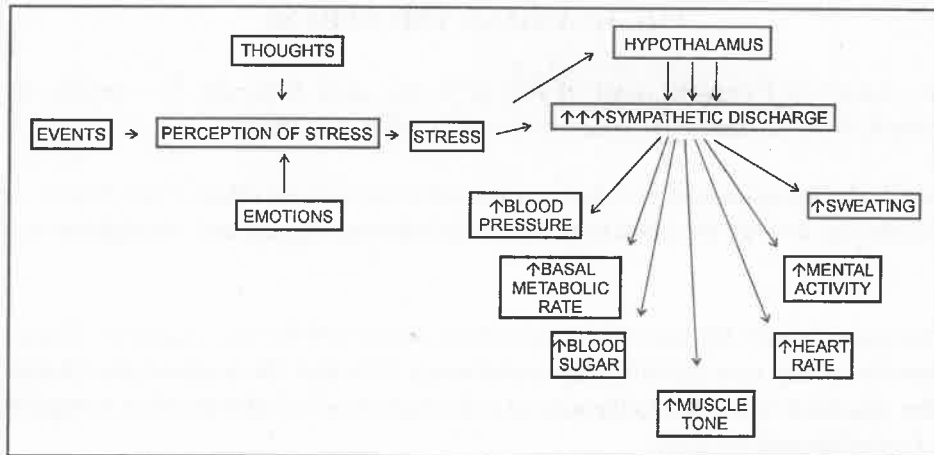 THOUGHTS
HYPOTHALAMUS
EVENTS
PERCEPTION OF STRESS
STRESS
↑↑↑SYMPATHETIC DISCHARGE
EMOTIONS
↑BLOOD
PRESSURE
↑SWEATING
↑BASAL
METABOLIC
RATE
↑MENTAL
ACTIVITY
↑BLOOD
SUGAR
↑HEART
RATE
↑MUSCLE
TONE